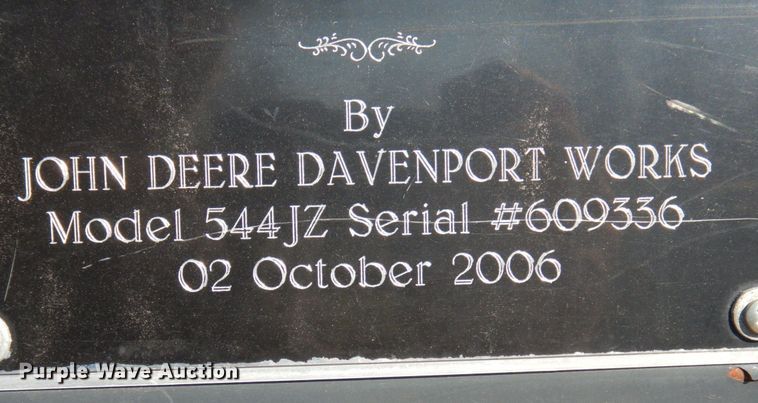 By
JOHN DEERE DAVENPORT WORKS
Model 544JZ Serial #609336
02 October 2006
Purple Wave Auction